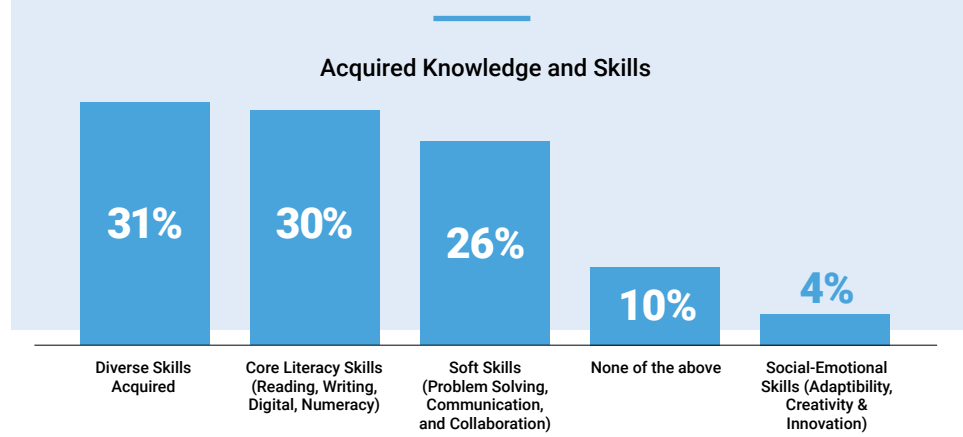 Acquired Knowledge and Skills
31%
30%
26%
10%
4%
Diverse Skills
Acquired
Core Literacy Skills
(Reading, Writing,
Digital, Numeracy)
Soft Skills
(Problem Solving,
Communication,
and Collaboration)
None of the above
Social-Emotional
Skills (Adaptibility,
Creativity &
Innovation)